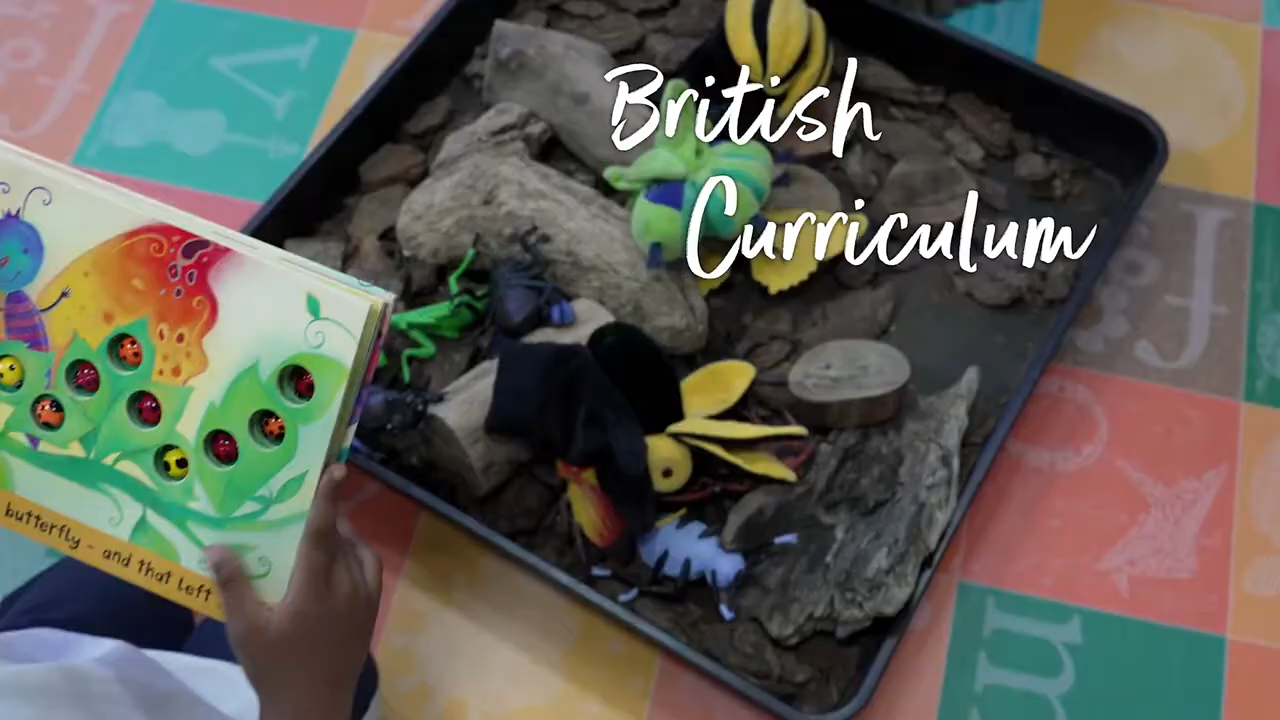 British
Curriculum
butterfly - and that left
v
f
f
n